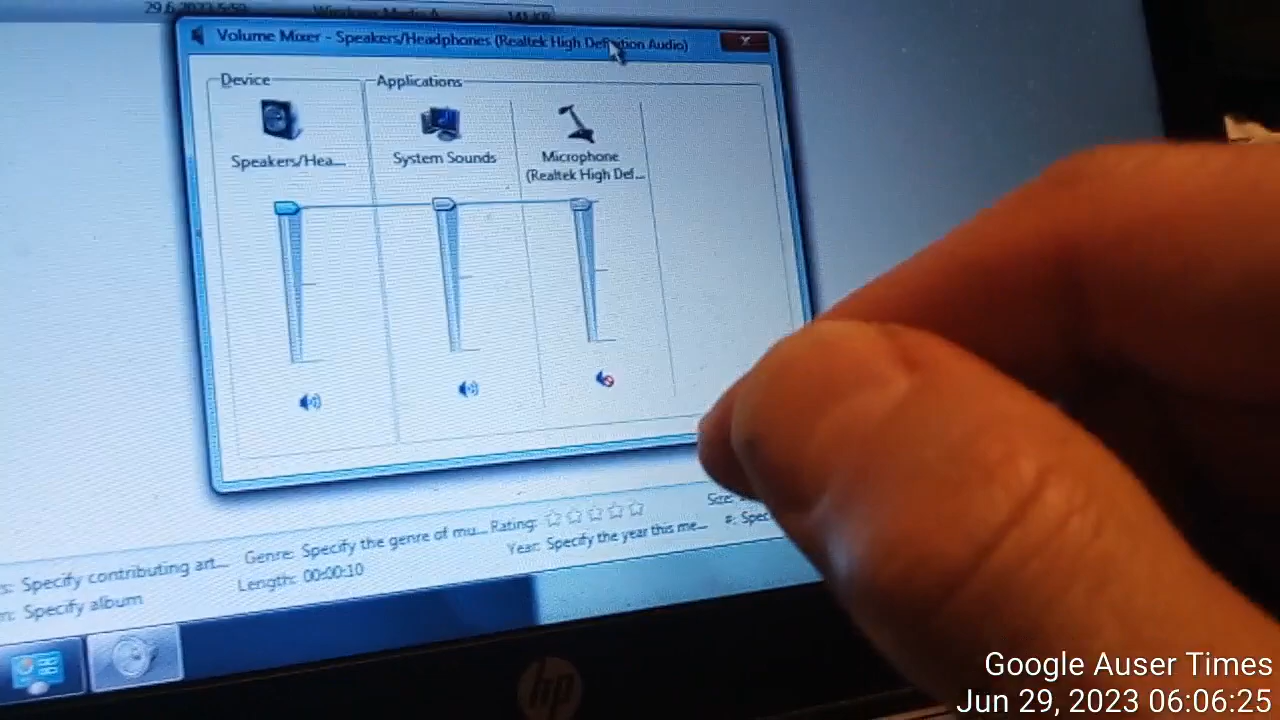 Volume Mixer - Speakers/Headphones (Realtek High Definition Audio)
Device
Applications
Speakers/Hea...
System Sounds
Microphone
(Realtek High Def...
Genre: Specify the genre of mu...
Rating:
s: Specify contributing art...
Year: Specify the year this me...
#: Spec
Length: 00:00:10
m: Specify album
hp
Google Auser Times
Jun 29, 2023 06:06:25